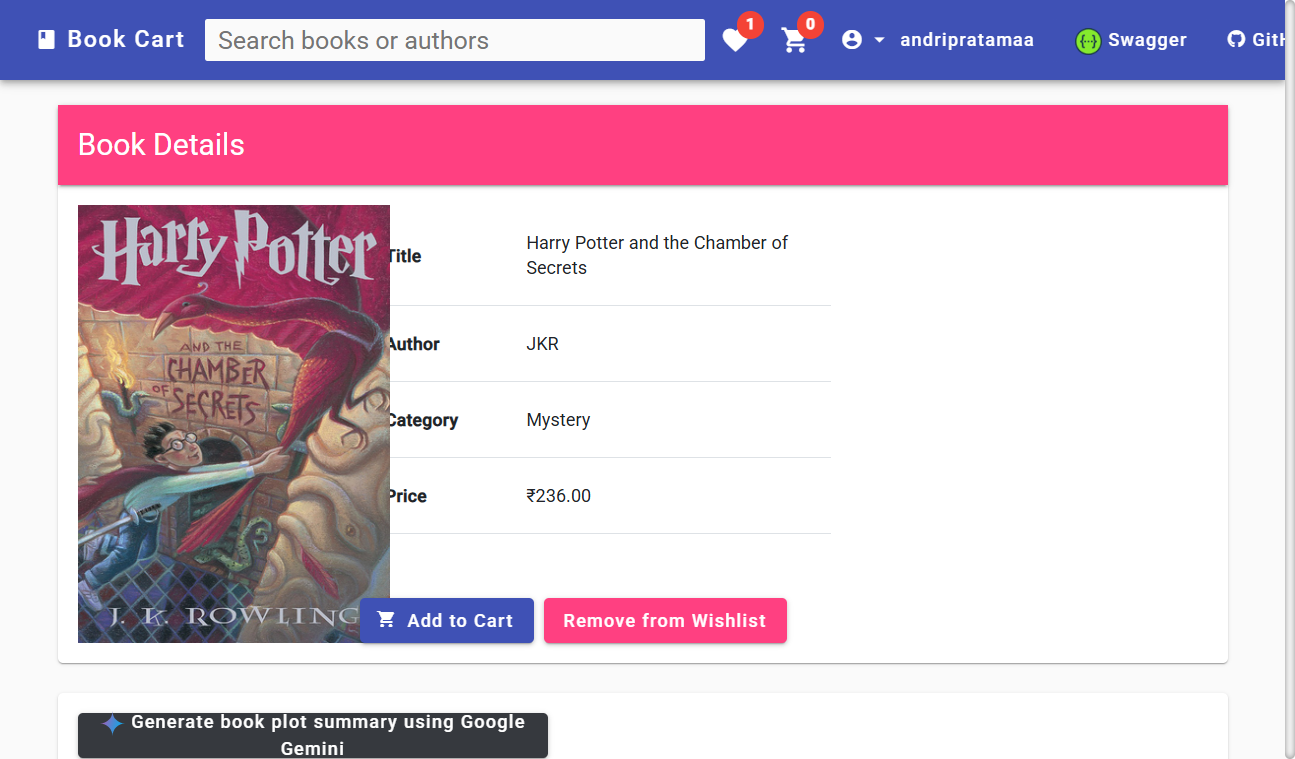 Book Cart
Search books or authors
1
0
andripratamaa
Swagger
GitH
Book Details
Harry Potter
AND THE
CHAMBER
OF
SECRETS
J. K. ROWLING
Title
Harry Potter and the Chamber of
Secrets
Author
JKR
Category
Mystery
Price
₹236.00
Add to Cart
Remove from Wishlist
Generate book plot summary using Google
Gemini